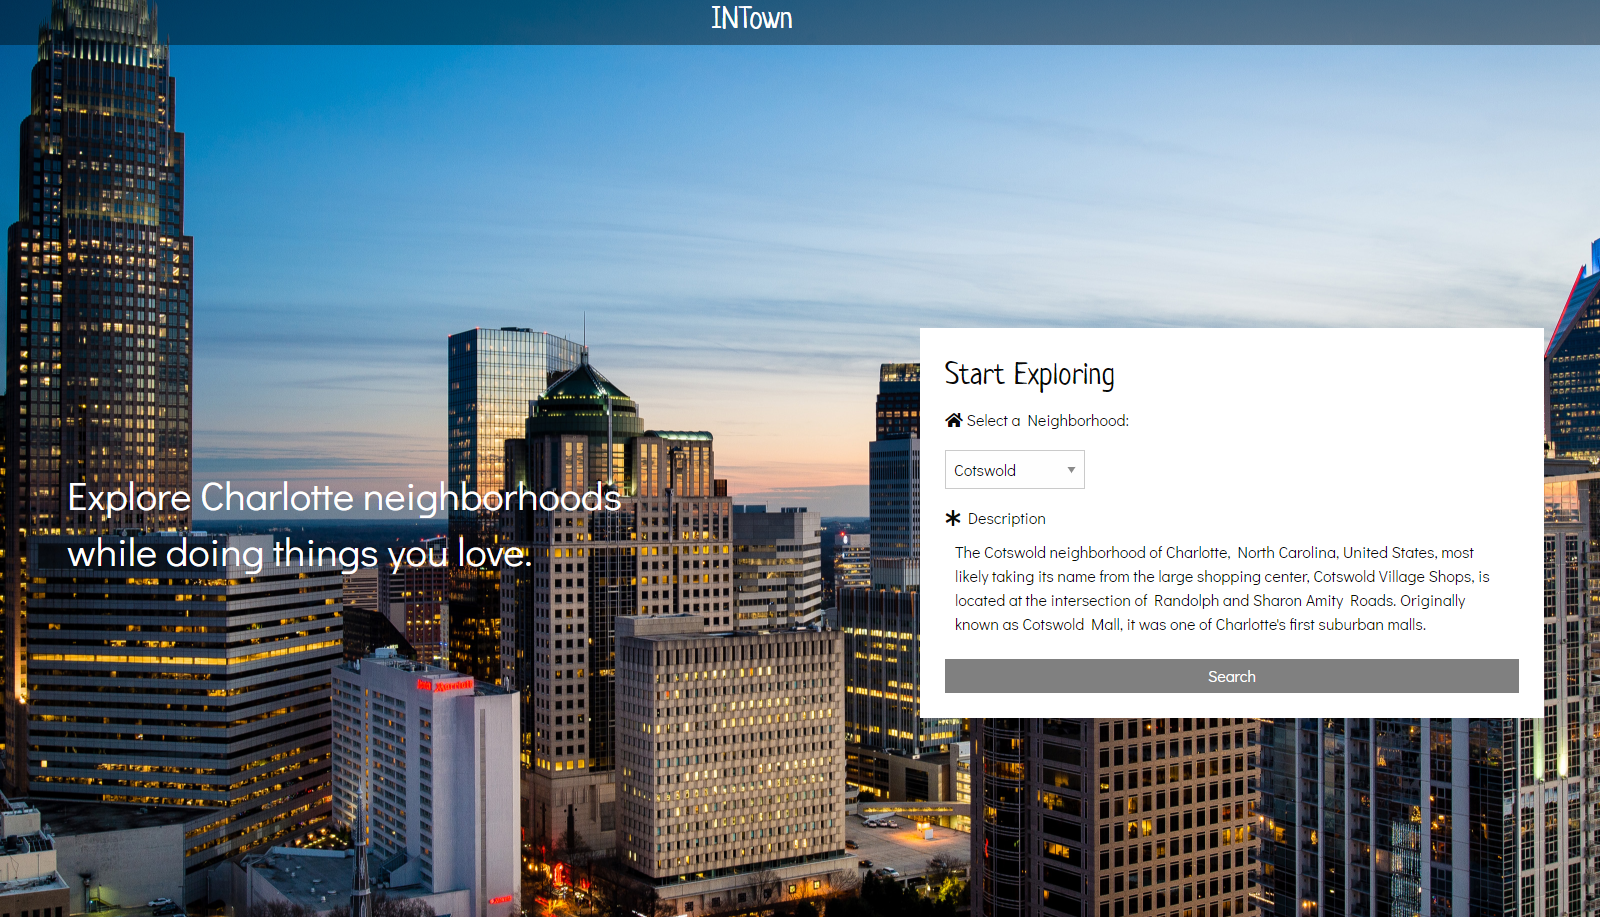 INTown
Explore Charlotte neighborhoods
while doing things you love.
Start Exploring
Select a Neighborhood:
Cotswold
Description
The Cotswold neighborhood of Charlotte, North Carolina, United States, most
likely taking its name from the large shopping center, Cotswold Village Shops, is
located at the intersection of Randolph and Sharon Amity Roads. Originally
known as Cotswold Mall, it was one of Charlotte's first suburban malls.
Search
Marriott